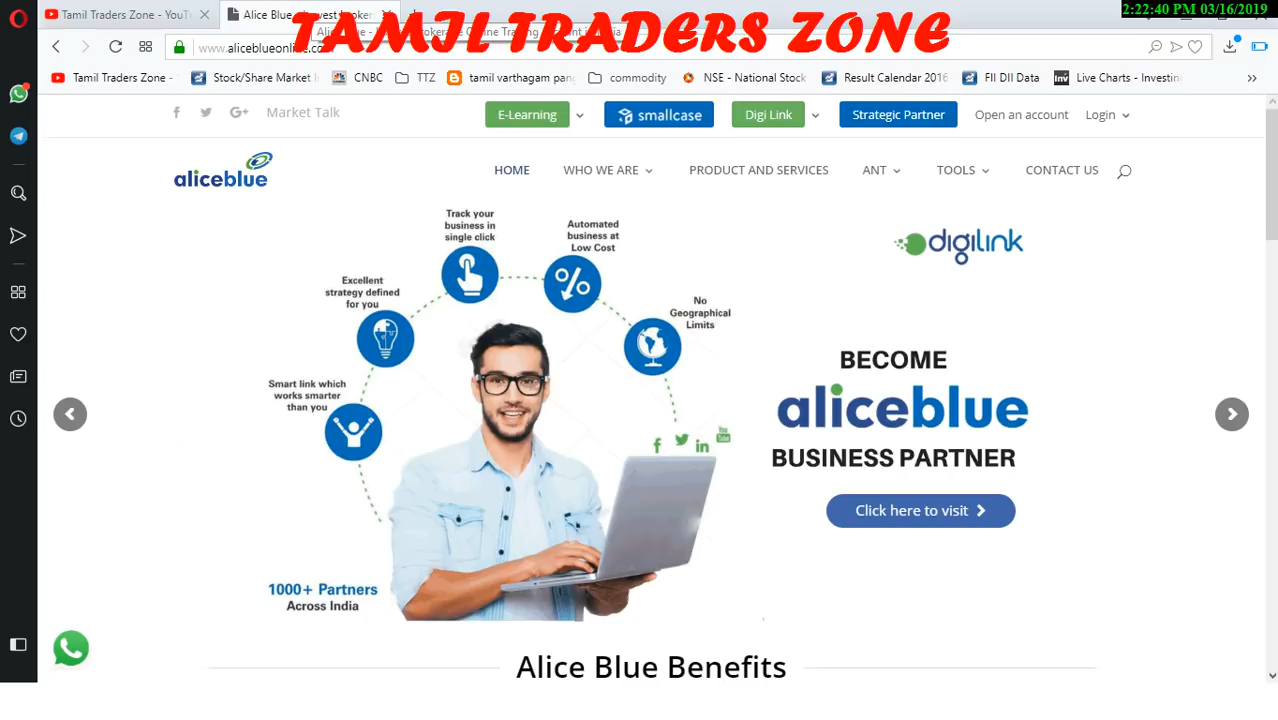 2:22:40 PM 03/16/2019
TAMIL TRADERS ZONE
Tamil Traders Zone - YouT
Alice Blue
www.aliceblueonline.co
Tamil Traders Zone -
Stock/Share Market I
CNBC
TTZ
tamil varthagam pan
commodity
NSE - National Stock
Result Calendar 2016
FII DII Data
Inv
Live Charts - Investin
Market Talk
E-Learning
smallcase
Digi Link
Strategic Partner
Open an account
Login
aliceblue
HOME
WHO WE ARE
PRODUCT AND SERVICES
ANT
TOOLS
CONTACT US
Track your
business in
single click
Automated
business at
Low Cost
Excellent
strategy defined
for you
No
Geographical
Limits
Smart link which
works smarter
than you
digilink
BECOME
aliceblue
BUSINESS PARTNER
Click here to visit
1000+ Partners
Across India
Alice Blue Benefits